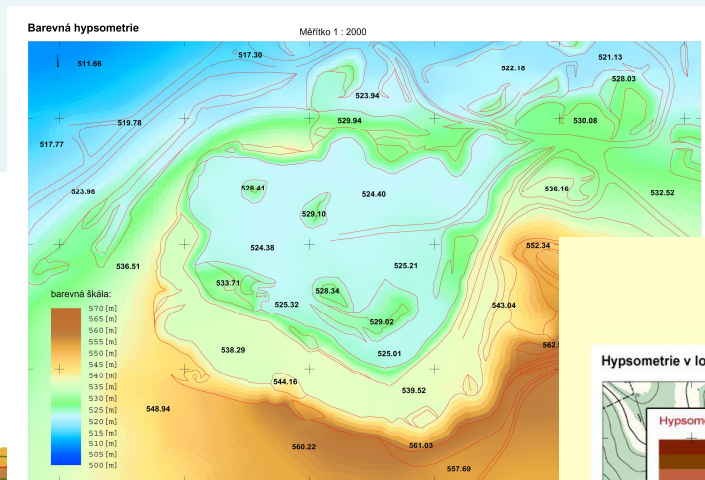 Barevná hypsometrie
Měřítko 1 : 2000
511.66
517.30
521.13
522.18
528.03
523.94
519.78
529.94
530.08
517.77
523.98
528.41
524.40
536.16
532.52
529.10
552.34
524.38
536.51
525.21
533.71
528.34
543.04
525.32
529.02
538.29
525.01
544.16
539.52
548.94
560.22
561.03
557.69
barevná škála:
570 [m]
565 [m]
560 [m]
555 [m]
550 [m]
545 [m]
540 [m]
535 [m]
530 [m]
525 [m]
520 [m]
515 [m]
510 [m]
505 [m]
500 [m]
Hypsometrie v lo
Hypsome